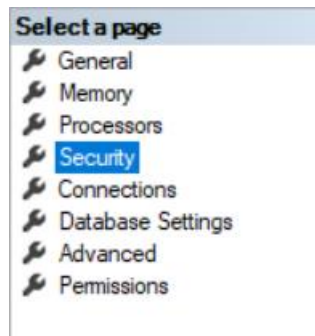 Select a page
General
Memory
Processors
Security
Connections
Database Settings
Advanced
Permissions